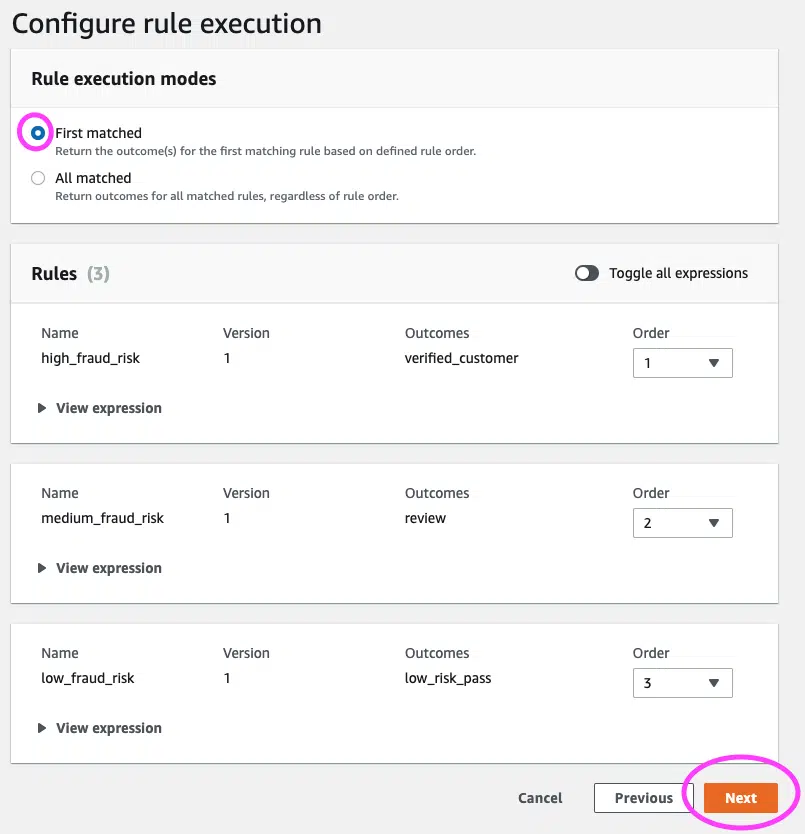 Configure rule execution
Rule execution modes
First matched
Return the outcome(s) for the first matching rule based on defined rule order.
All matched
Return outcomes for all matched rules, regardless of rule order.
Rules (3) Toggle all expressions
Name Version Outcomes Order
high_fraud_risk 1 verified_customer 1
View expression
Name Version Outcomes Order
medium_fraud_risk 1 review 2
View expression
Name Version Outcomes Order
low_fraud_risk 1 low_risk_pass 3
View expression
Cancel Previous Next